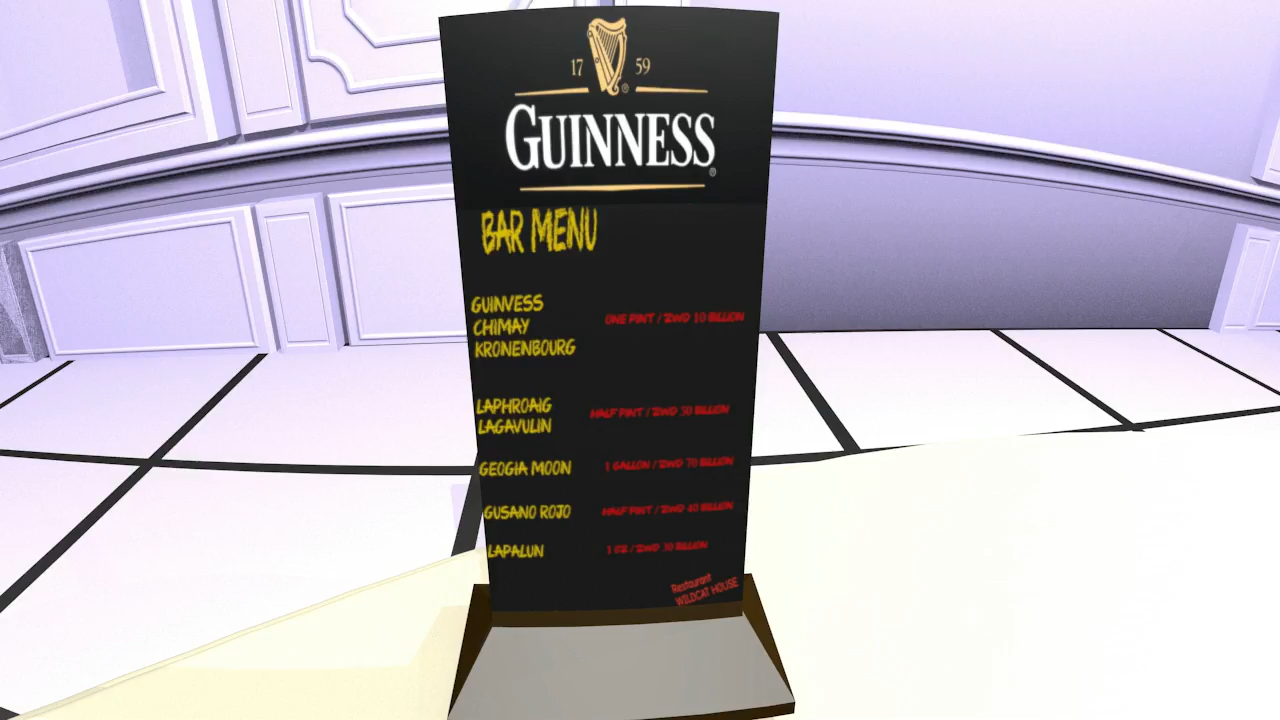 17 59
GUINNESS
BAR MENU
GUINVESS
CHIMAY
KRONENBOURG
ONE PINT / ZWD 10 BILLION
LAPHROAIG
LAGAVULIN
HALF PINT / ZWD 50 BILLION
GEOGIA MOON
1 GALLON / ZWD 70 BILLION
GUSANO ROJO
HALF PINT / ZWD 40 BILLION
LAPALUN
1 OZ / ZWD 30 BILLION
Restaurant
WILDCAT HOUSE